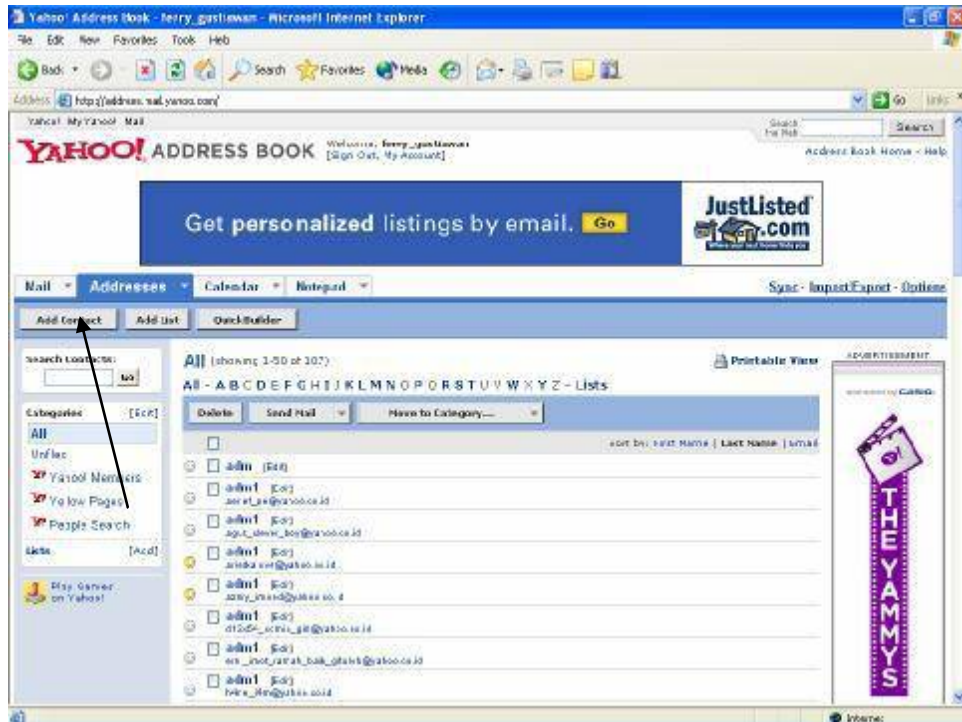 Yahoo! Address Book - ferry_gustiawan - Microsoft Internet Explorer
File Edit View Favorites Tools Help
Back Search Favorites Media
Address http://address.mail.yahoo.com/ Go Links
Yahoo! My Yahoo! Mail Search the Web Search
YAHOO! ADDRESS BOOK Welcome, ferry_gustiawan
[Sign Out, My Account] Address Book Home - Help
Get personalized listings by email. Go JustListed.com
Mail Addresses Calendar Notepad Sync - Import/Export - Options
Add Contact Add List QuickBuilder
Search Contacts:
Go
All (showing 1-50 of 107) Printable View
All - A B C D E F G H I J K L M N O P Q R S T U V W X Y Z - Lists
Categories [Edit]
All
Unfiled
Yahoo! Members
Yellow Pages
People Search
Lists [Add]
Play Games
on Yahoo!
Delete Send Mail Move to Category...
Sort by: First Name | Last Name | Email
adm [Edit]
adm1 [Edit]
adm1 [Edit]
adm1 [Edit]
adm1 [Edit]
adm1 [Edit]
adm1 [Edit]
adm1 [Edit]
ADVERTISEMENT
THE YAMMYS
Internet